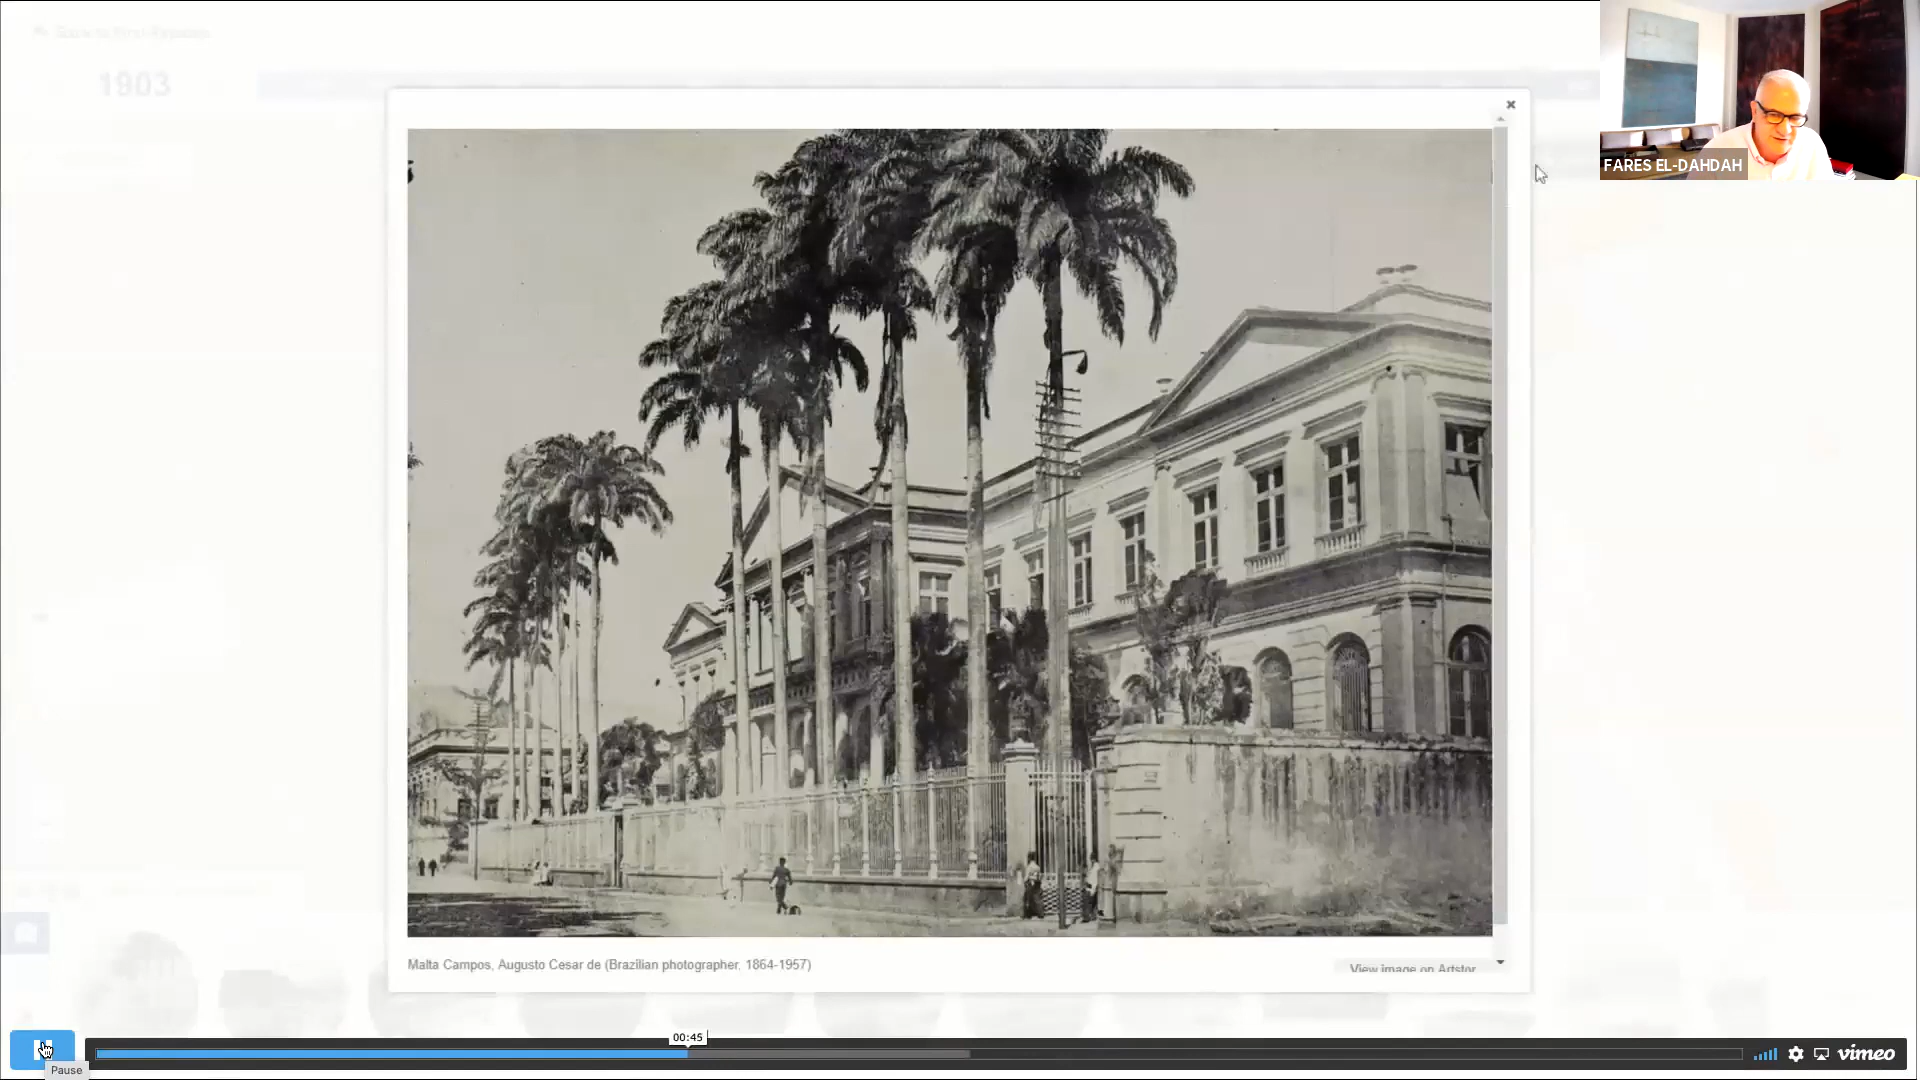 1903
FARES EL-DAHDAH
Malta Campos, Augusto Cesar de (Brazilian photographer, 1864-1957)
View image on Artstor
00:45
Pause
vimeo